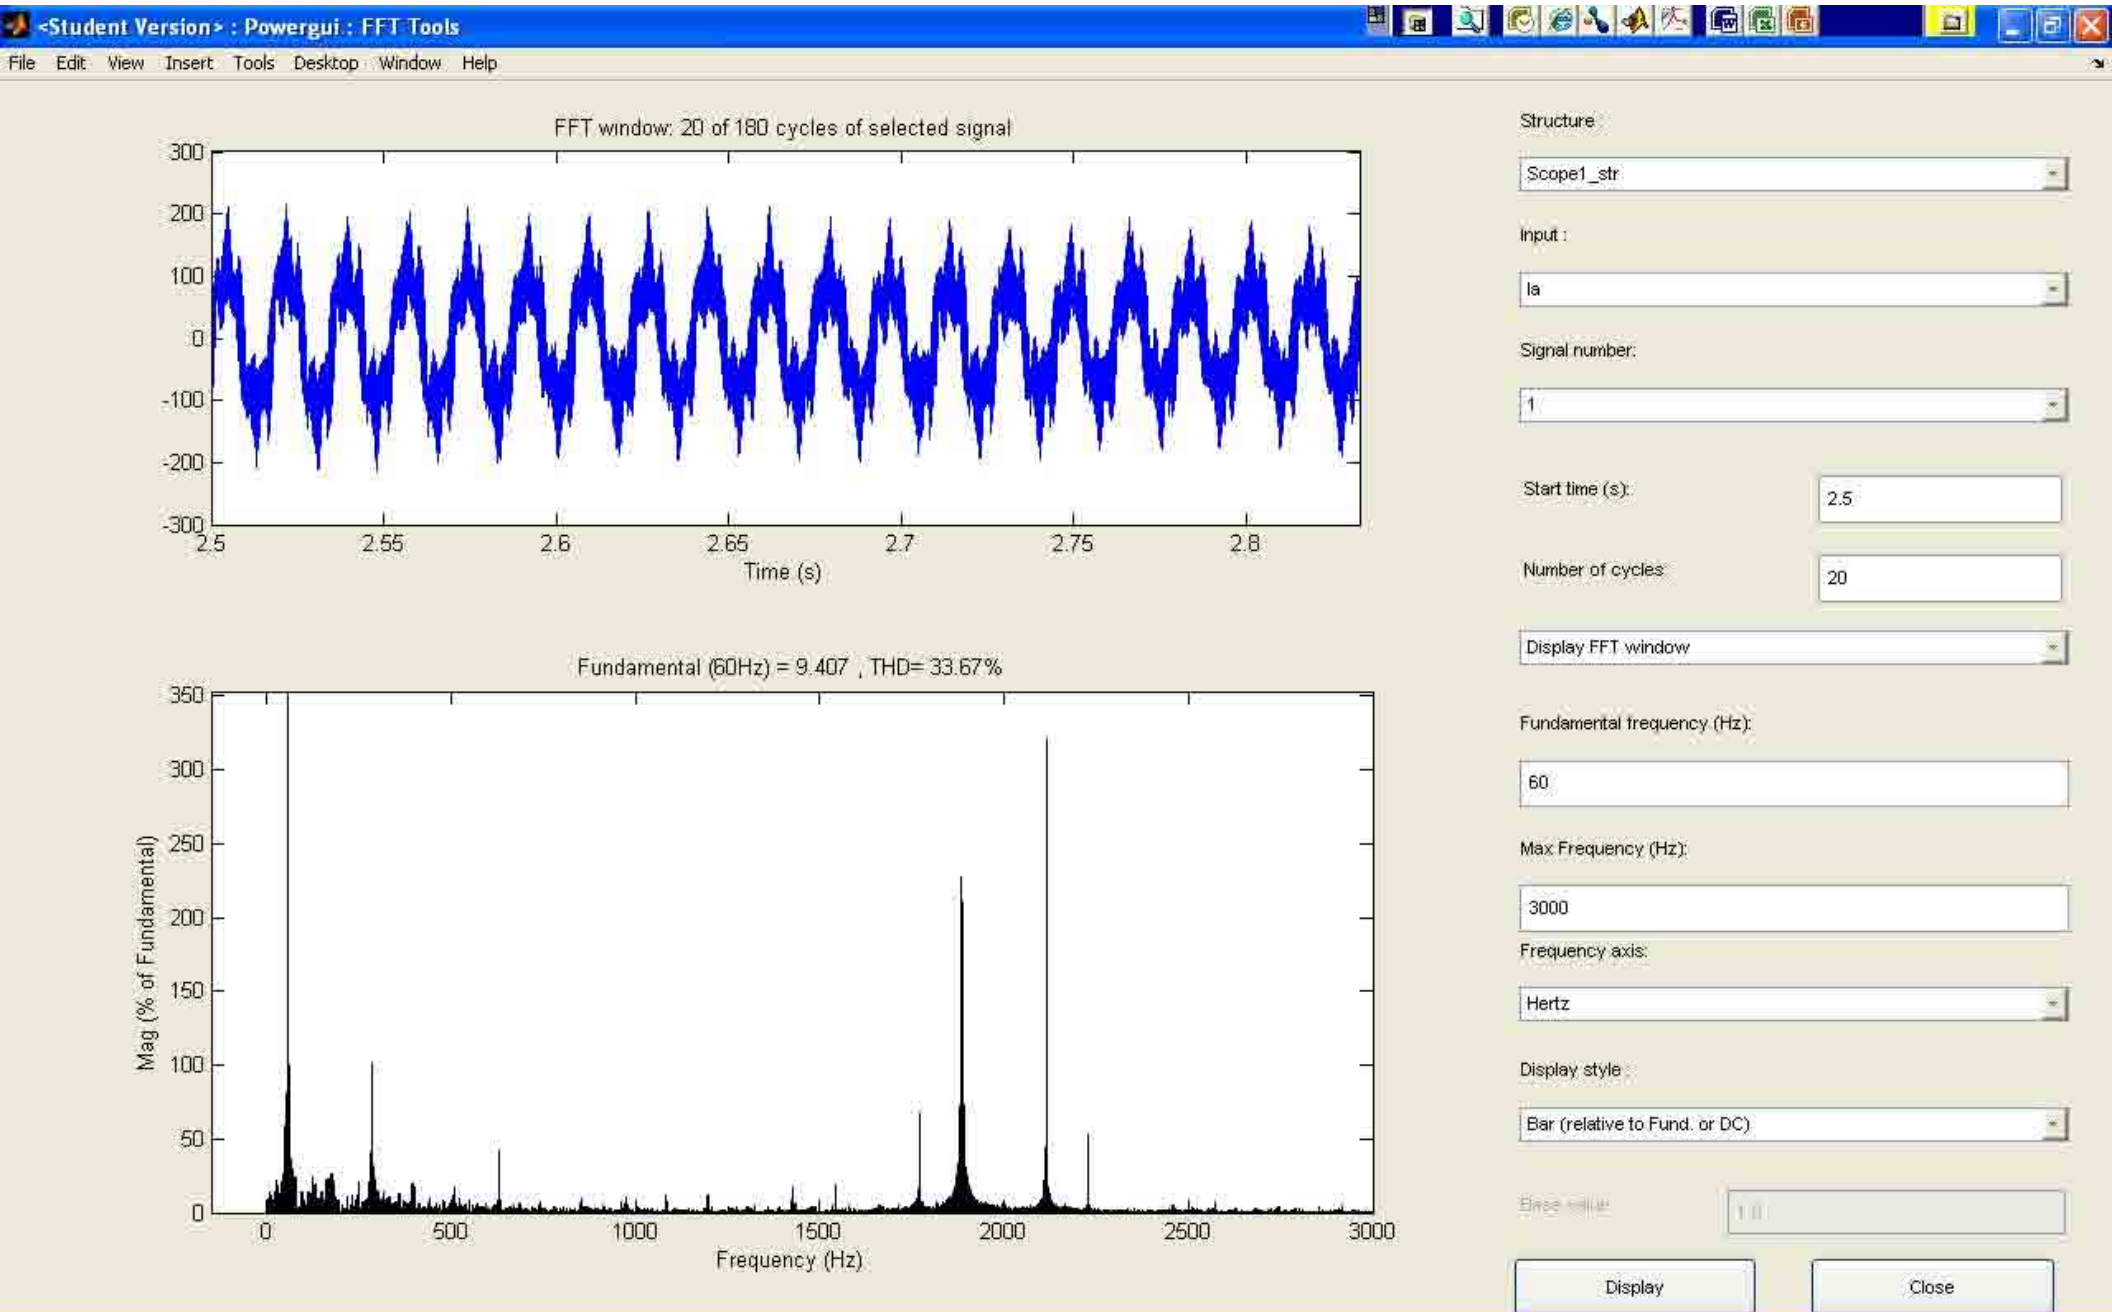 <Student Version> : Powergui : FFT Tools
File Edit View Insert Tools Desktop Window Help
FFT window: 20 of 180 cycles of selected signal
300
200
100
0
-100
-200
-300
2.5 2.55 2.6 2.65 2.7 2.75 2.8
Time (s)
Fundamental (60Hz) = 9.407 , THD= 33.67%
350
300
250
200
150
100
50
0
Mag (% of Fundamental)
0 500 1000 1500 2000 2500 3000
Frequency (Hz)
Structure :
Scope1_str
Input :
Ia
Signal number:
1
Start time (s):
2.5
Number of cycles:
20
Display FFT window
Fundamental frequency (Hz):
60
Max Frequency (Hz):
3000
Frequency axis:
Hertz
Display style :
Bar (relative to Fund. or DC)
Base value:
1.0
Display
Close